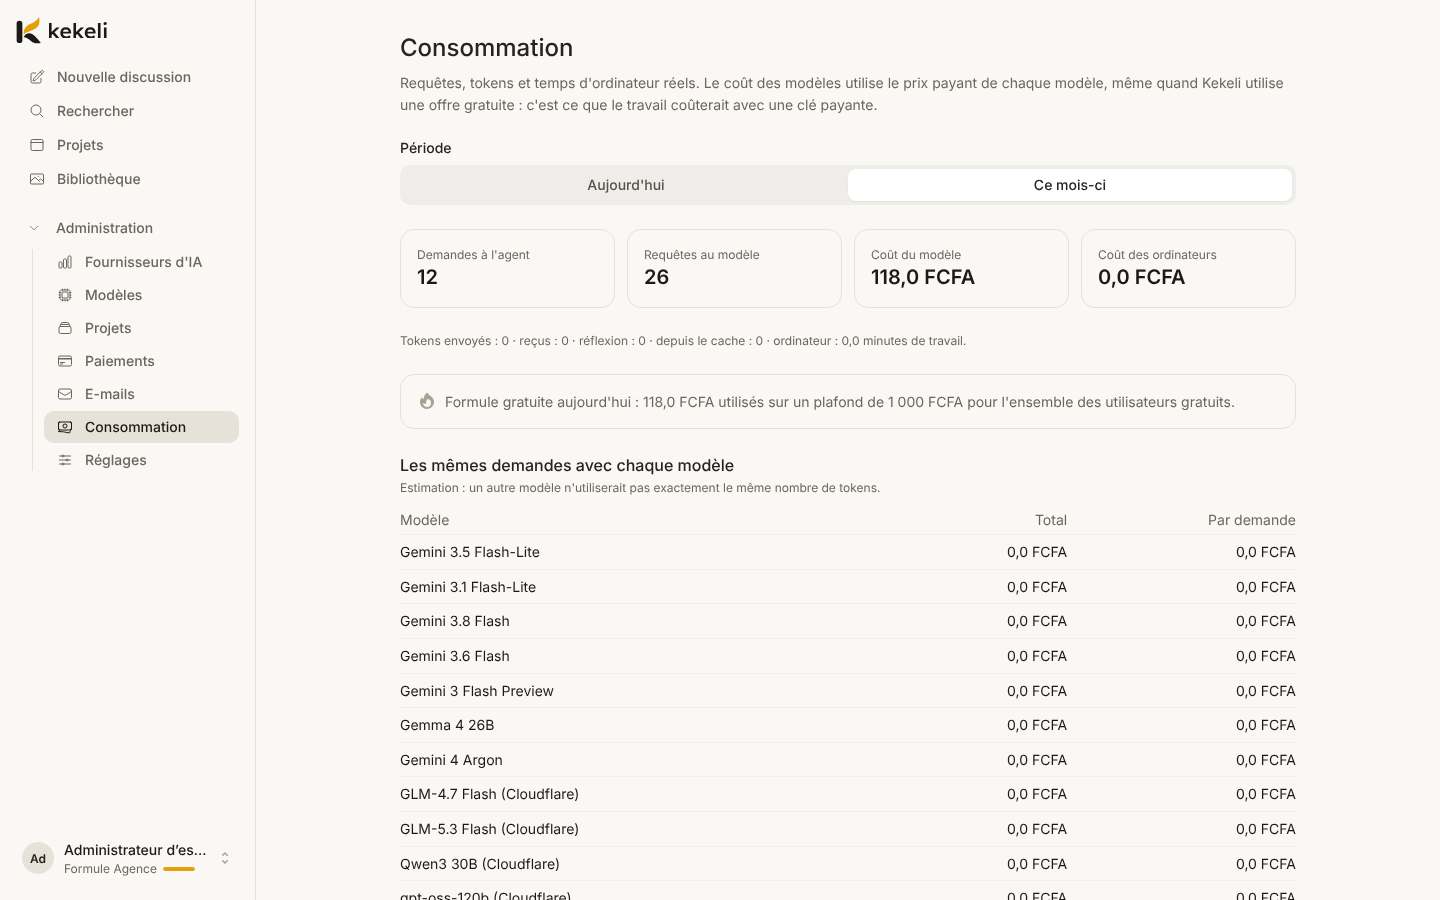 kekeli
Nouvelle discussion
Rechercher
Projets
Bibliothèque
Administration
Fournisseurs d'IA
Modèles
Projets
Paiements
E-mails
Consommation
Réglages
Ad
Administrateur d'es...
Formule Agence
Consommation
Requêtes, tokens et temps d'ordinateur réels. Le coût des modèles utilise le prix payant de chaque modèle, même quand Kekeli utilise
une offre gratuite : c'est ce que le travail coûterait avec une clé payante.
Période
Aujourd'hui
Ce mois-ci
Demandes à l'agent
12
Requêtes au modèle
26
Coût du modèle
118,0 FCFA
Coût des ordinateurs
0,0 FCFA
Tokens envoyés : 0 · reçus : 0 · réflexion : 0 · depuis le cache : 0 · ordinateur : 0,0 minutes de travail.
Formule gratuite aujourd'hui : 118,0 FCFA utilisés sur un plafond de 1 000 FCFA pour l'ensemble des utilisateurs gratuits.
Les mêmes demandes avec chaque modèle
Estimation : un autre modèle n'utiliserait pas exactement le même nombre de tokens.
Modèle Total Par demande
Gemini 3.5 Flash-Lite 0,0 FCFA 0,0 FCFA
Gemini 3.1 Flash-Lite 0,0 FCFA 0,0 FCFA
Gemini 3.8 Flash 0,0 FCFA 0,0 FCFA
Gemini 3.6 Flash 0,0 FCFA 0,0 FCFA
Gemini 3 Flash Preview 0,0 FCFA 0,0 FCFA
Gemma 4 26B 0,0 FCFA 0,0 FCFA
Gemini 4 Argon 0,0 FCFA 0,0 FCFA
GLM-4.7 Flash (Cloudflare) 0,0 FCFA 0,0 FCFA
GLM-5.3 Flash (Cloudflare) 0,0 FCFA 0,0 FCFA
Qwen3 30B (Cloudflare) 0,0 FCFA 0,0 FCFA
gpt-oss-120b (Cloudflare) 0,0 FCFA 0,0 FCFA